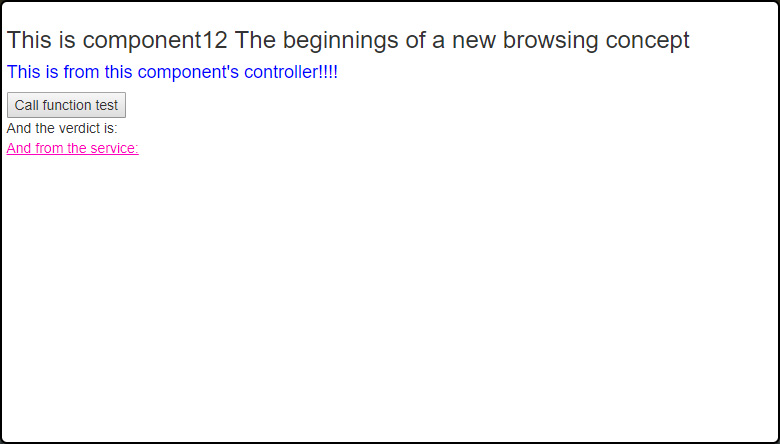 This is component12 The beginnings of a new browsing concept
This is from this component's controller!!!!
Call function test
And the verdict is:
And from the service: